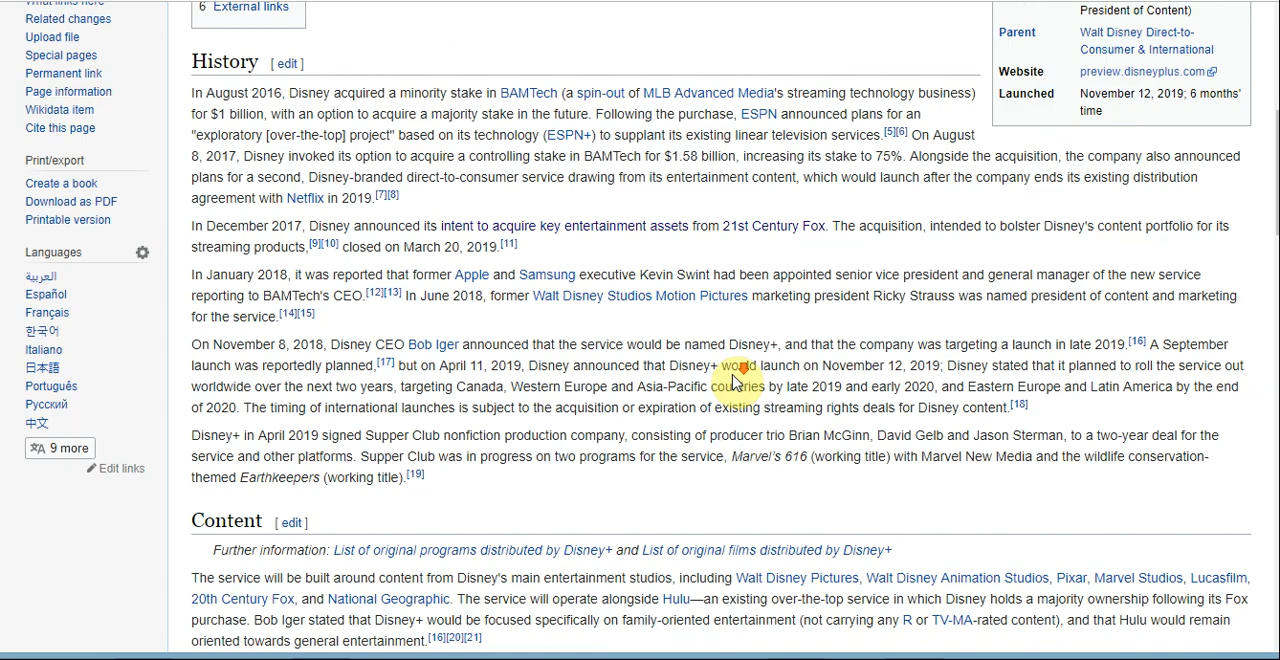 What links here
Related changes
Upload file
Special pages
Permanent link
Page information
Wikidata item
Cite this page
Print/export
Create a book
Download as PDF
Printable version
Languages
العربية
Español
Français
한국어
Italiano
日本語
Português
Русский
中文
9 more
Edit links
6 External links
President of Content)
Parent Walt Disney Direct-to-
Consumer & International
Website preview.disneyplus.com
Launched November 12, 2019; 6 months'
time
History [ edit ]
In August 2016, Disney acquired a minority stake in BAMTech (a spin-out of MLB Advanced Media's streaming technology business)
for $1 billion, with an option to acquire a majority stake in the future. Following the purchase, ESPN announced plans for an
"exploratory [over-the-top] project" based on its technology (ESPN+) to supplant its existing linear television services.[5][6] On August
8, 2017, Disney invoked its option to acquire a controlling stake in BAMTech for $1.58 billion, increasing its stake to 75%. Alongside the acquisition, the company also announced
plans for a second, Disney-branded direct-to-consumer service drawing from its entertainment content, which would launch after the company ends its existing distribution
agreement with Netflix in 2019.[7][8]
In December 2017, Disney announced its intent to acquire key entertainment assets from 21st Century Fox. The acquisition, intended to bolster Disney's content portfolio for its
streaming products,[9][10] closed on March 20, 2019.[11]
In January 2018, it was reported that former Apple and Samsung executive Kevin Swint had been appointed senior vice president and general manager of the new service
reporting to BAMTech's CEO.[12][13] In June 2018, former Walt Disney Studios Motion Pictures marketing president Ricky Strauss was named president of content and marketing
for the service.[14][15]
On November 8, 2018, Disney CEO Bob Iger announced that the service would be named Disney+, and that the company was targeting a launch in late 2019.[16] A September
launch was reportedly planned,[17] but on April 11, 2019, Disney announced that Disney+ would launch on November 12, 2019; Disney stated that it planned to roll the service out
worldwide over the next two years, targeting Canada, Western Europe and Asia-Pacific countries by late 2019 and early 2020, and Eastern Europe and Latin America by the end
of 2020. The timing of international launches is subject to the acquisition or expiration of existing streaming rights deals for Disney content.[18]
Disney+ in April 2019 signed Supper Club nonfiction production company, consisting of producer trio Brian McGinn, David Gelb and Jason Sterman, to a two-year deal for the
service and other platforms. Supper Club was in progress on two programs for the service, Marvel's 616 (working title) with Marvel New Media and the wildlife conservation-
themed Earthkeepers (working title).[19]
Content [ edit ]
Further information: List of original programs distributed by Disney+ and List of original films distributed by Disney+
The service will be built around content from Disney's main entertainment studios, including Walt Disney Pictures, Walt Disney Animation Studios, Pixar, Marvel Studios, Lucasfilm,
20th Century Fox, and National Geographic. The service will operate alongside Hulu—an existing over-the-top service in which Disney holds a majority ownership following its Fox
purchase. Bob Iger stated that Disney+ would be focused specifically on family-oriented entertainment (not carrying any R or TV-MA-rated content), and that Hulu would remain
oriented towards general entertainment.[16][20][21]